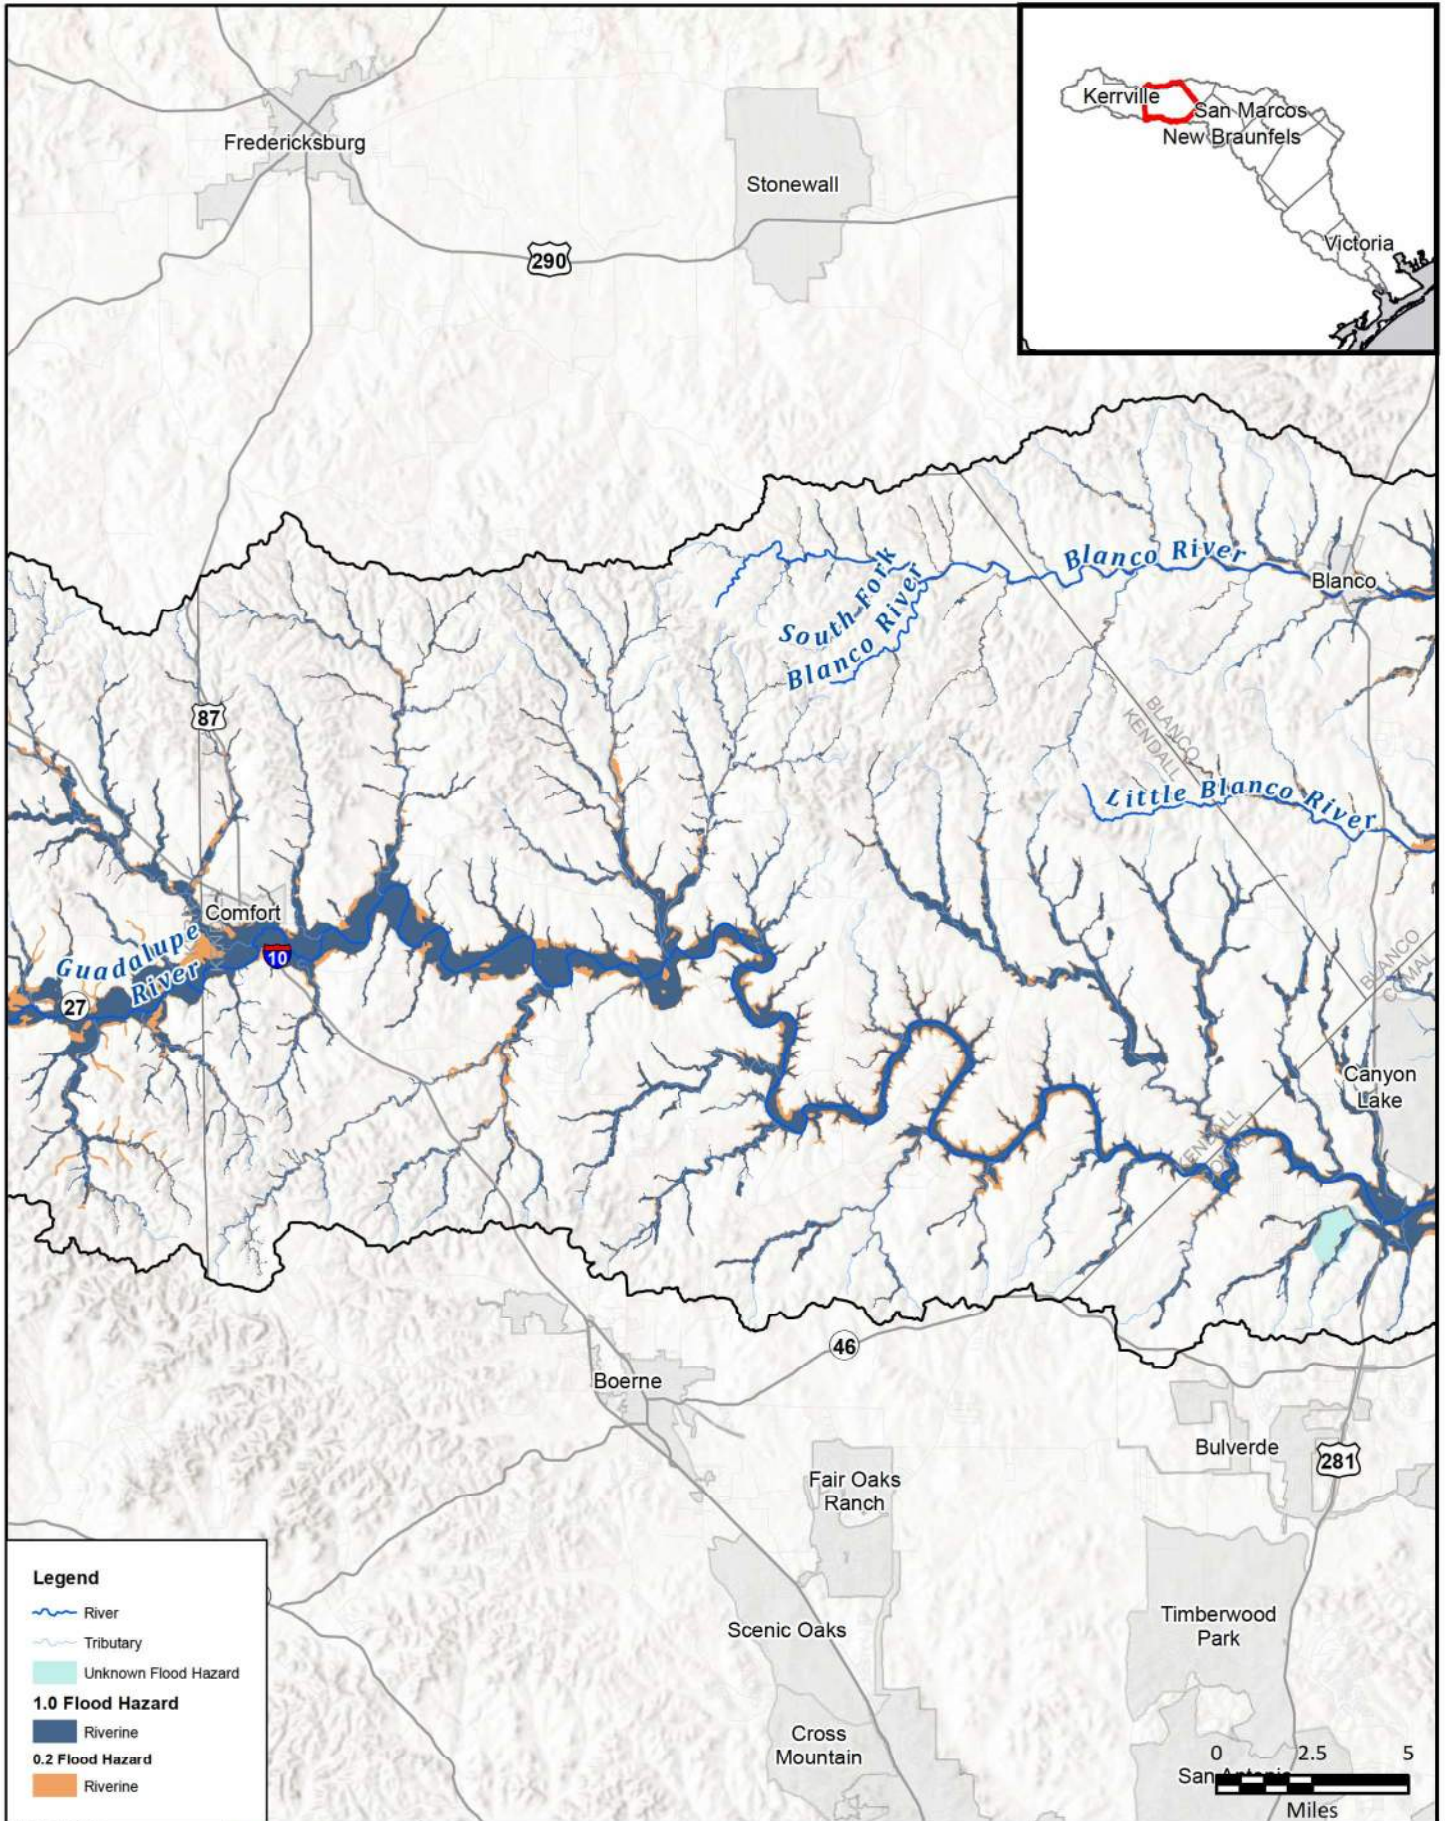 Kerrville
San Marcos
New Braunfels
Victoria
Fredericksburg
Stonewall
290
Blanco River
Blanco
South Fork
Blanco River
87
BLANCO
KENDALL
Little Blanco River
Comfort
Guadalupe
River
10
27
BLANCO
COMAL
Canyon
Lake
KENDALL
46
Boerne
Bulverde
281
Fair Oaks
Ranch
Scenic Oaks
Timberwood
Park
Cross
Mountain
San Antonio
0 2.5 5
Miles
Legend
River
Tributary
Unknown Flood Hazard
1.0 Flood Hazard
Riverine
0.2 Flood Hazard
Riverine